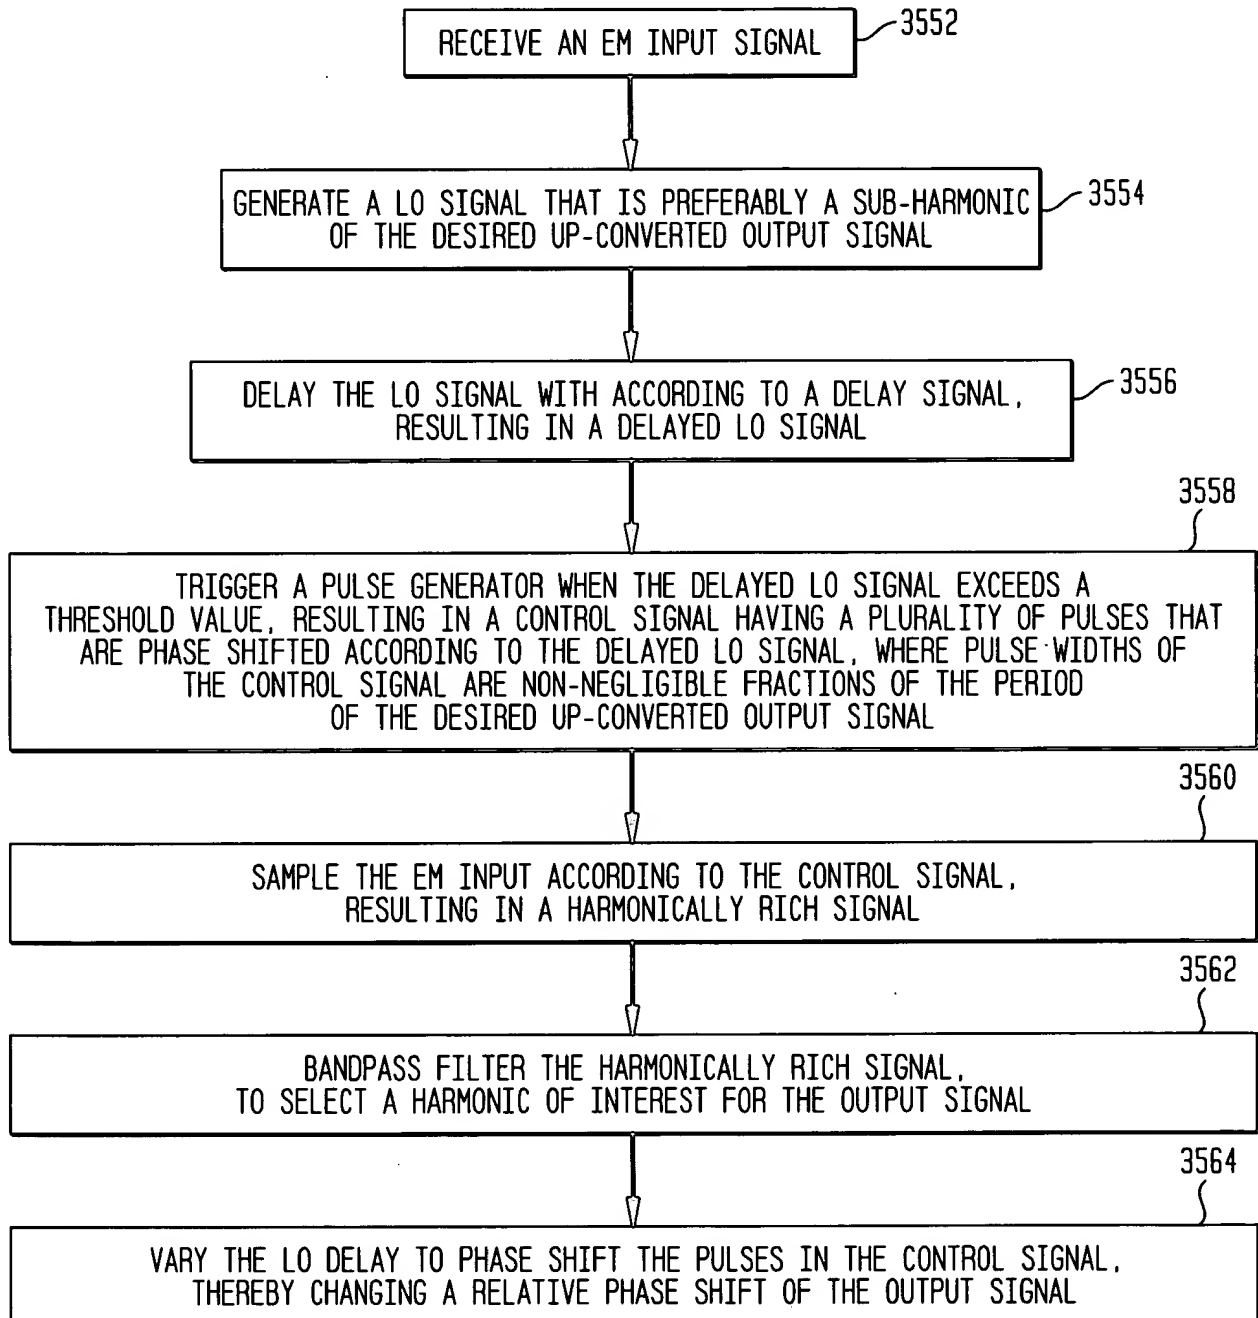 RECEIVE AN EM INPUT SIGNAL
3552
GENERATE A LO SIGNAL THAT IS PREFERABLY A SUB-HARMONIC
OF THE DESIRED UP-CONVERTED OUTPUT SIGNAL
3554
DELAY THE LO SIGNAL WITH ACCORDING TO A DELAY SIGNAL,
RESULTING IN A DELAYED LO SIGNAL
3556
3558
TRIGGER A PULSE GENERATOR WHEN THE DELAYED LO SIGNAL EXCEEDS A
THRESHOLD VALUE, RESULTING IN A CONTROL SIGNAL HAVING A PLURALITY OF PULSES THAT
ARE PHASE SHIFTED ACCORDING TO THE DELAYED LO SIGNAL, WHERE PULSE WIDTHS OF
THE CONTROL SIGNAL ARE NON-NEGLIGIBLE FRACTIONS OF THE PERIOD
OF THE DESIRED UP-CONVERTED OUTPUT SIGNAL
3560
SAMPLE THE EM INPUT ACCORDING TO THE CONTROL SIGNAL,
RESULTING IN A HARMONICALLY RICH SIGNAL
3562
BANDPASS FILTER THE HARMONICALLY RICH SIGNAL,
TO SELECT A HARMONIC OF INTEREST FOR THE OUTPUT SIGNAL
3564
VARY THE LO DELAY TO PHASE SHIFT THE PULSES IN THE CONTROL SIGNAL,
THEREBY CHANGING A RELATIVE PHASE SHIFT OF THE OUTPUT SIGNAL